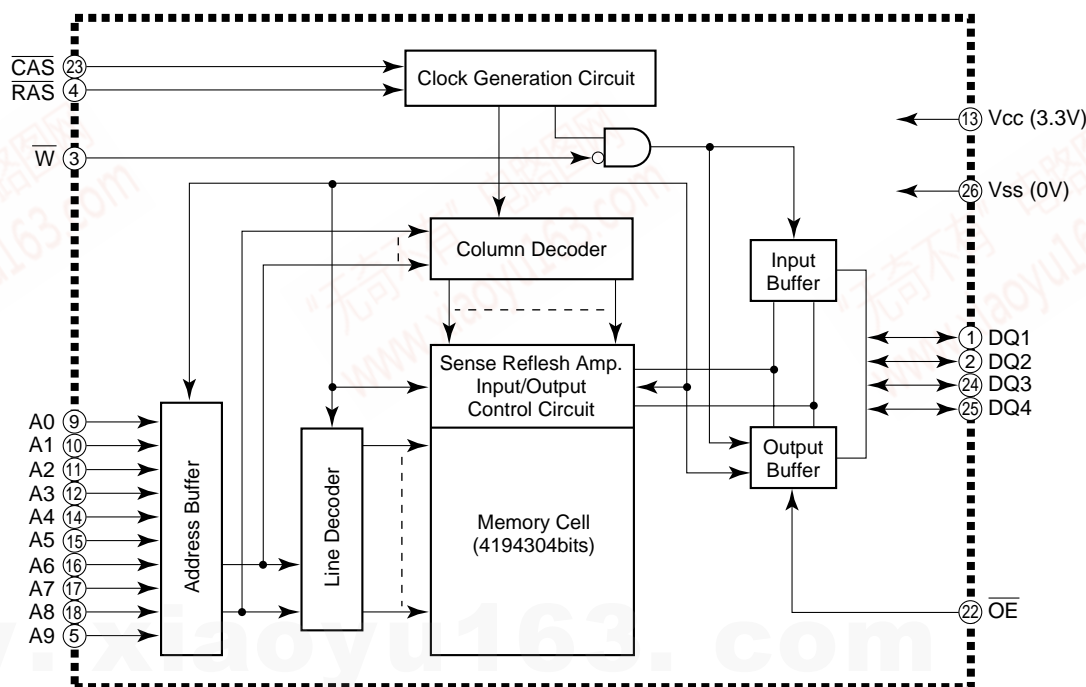 CAS 23
RAS 4
W 3
Clock Generation Circuit
13 Vcc (3.3V)
26 Vss (0V)
Column Decoder
Input
Buffer
Sense Reflesh Amp.
Input/Output
Control Circuit
1 DQ1
2 DQ2
24 DQ3
25 DQ4
A0 9
A1 10
A2 11
A3 12
A4 14
A5 15
A6 16
A7 17
A8 18
A9 5
Address Buffer
Line Decoder
Output
Buffer
Memory Cell
(4194304bits)
22 OE
www.xiaoyu163.com
xiaoyu163. com